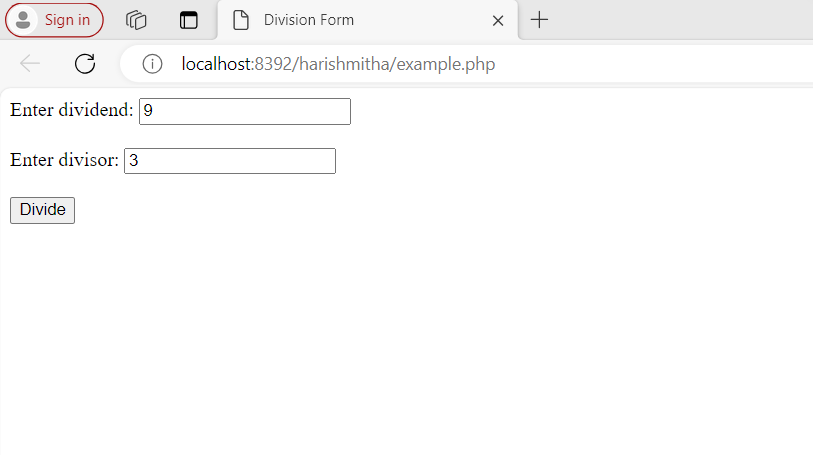 Sign in
Division Form
localhost:8392/harishmitha/example.php
Enter dividend: 9
Enter divisor: 3
Divide